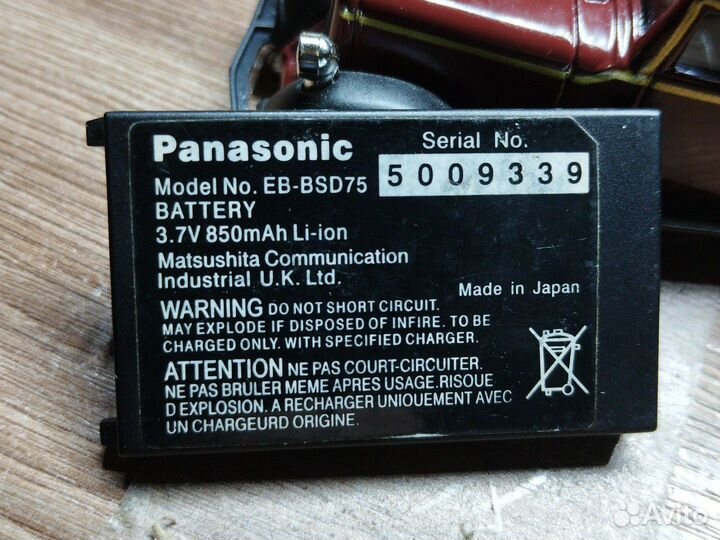 Panasonic
Serial No.
Model No. EB-BSD75
5009339
BATTERY
3.7V 850mAh Li-ion
Matsushita Communication
Industrial U.K. Ltd.
Made in Japan
WARNING DO NOT SHORT CIRCUIT.
MAY EXPLODE IF DISPOSED OF INFIRE. TO BE
CHARGED ONLY. WITH SPECIFIED CHARGER.
ATTENTION NE PAS COURT-CIRCUITER.
NE PAS BRULER MEME APRES USAGE.RISOUE
D EXPLOSION. A RECHARGER UNIOUEMENT AVEC
UN CHARGEURD ORIGINE.
Avito